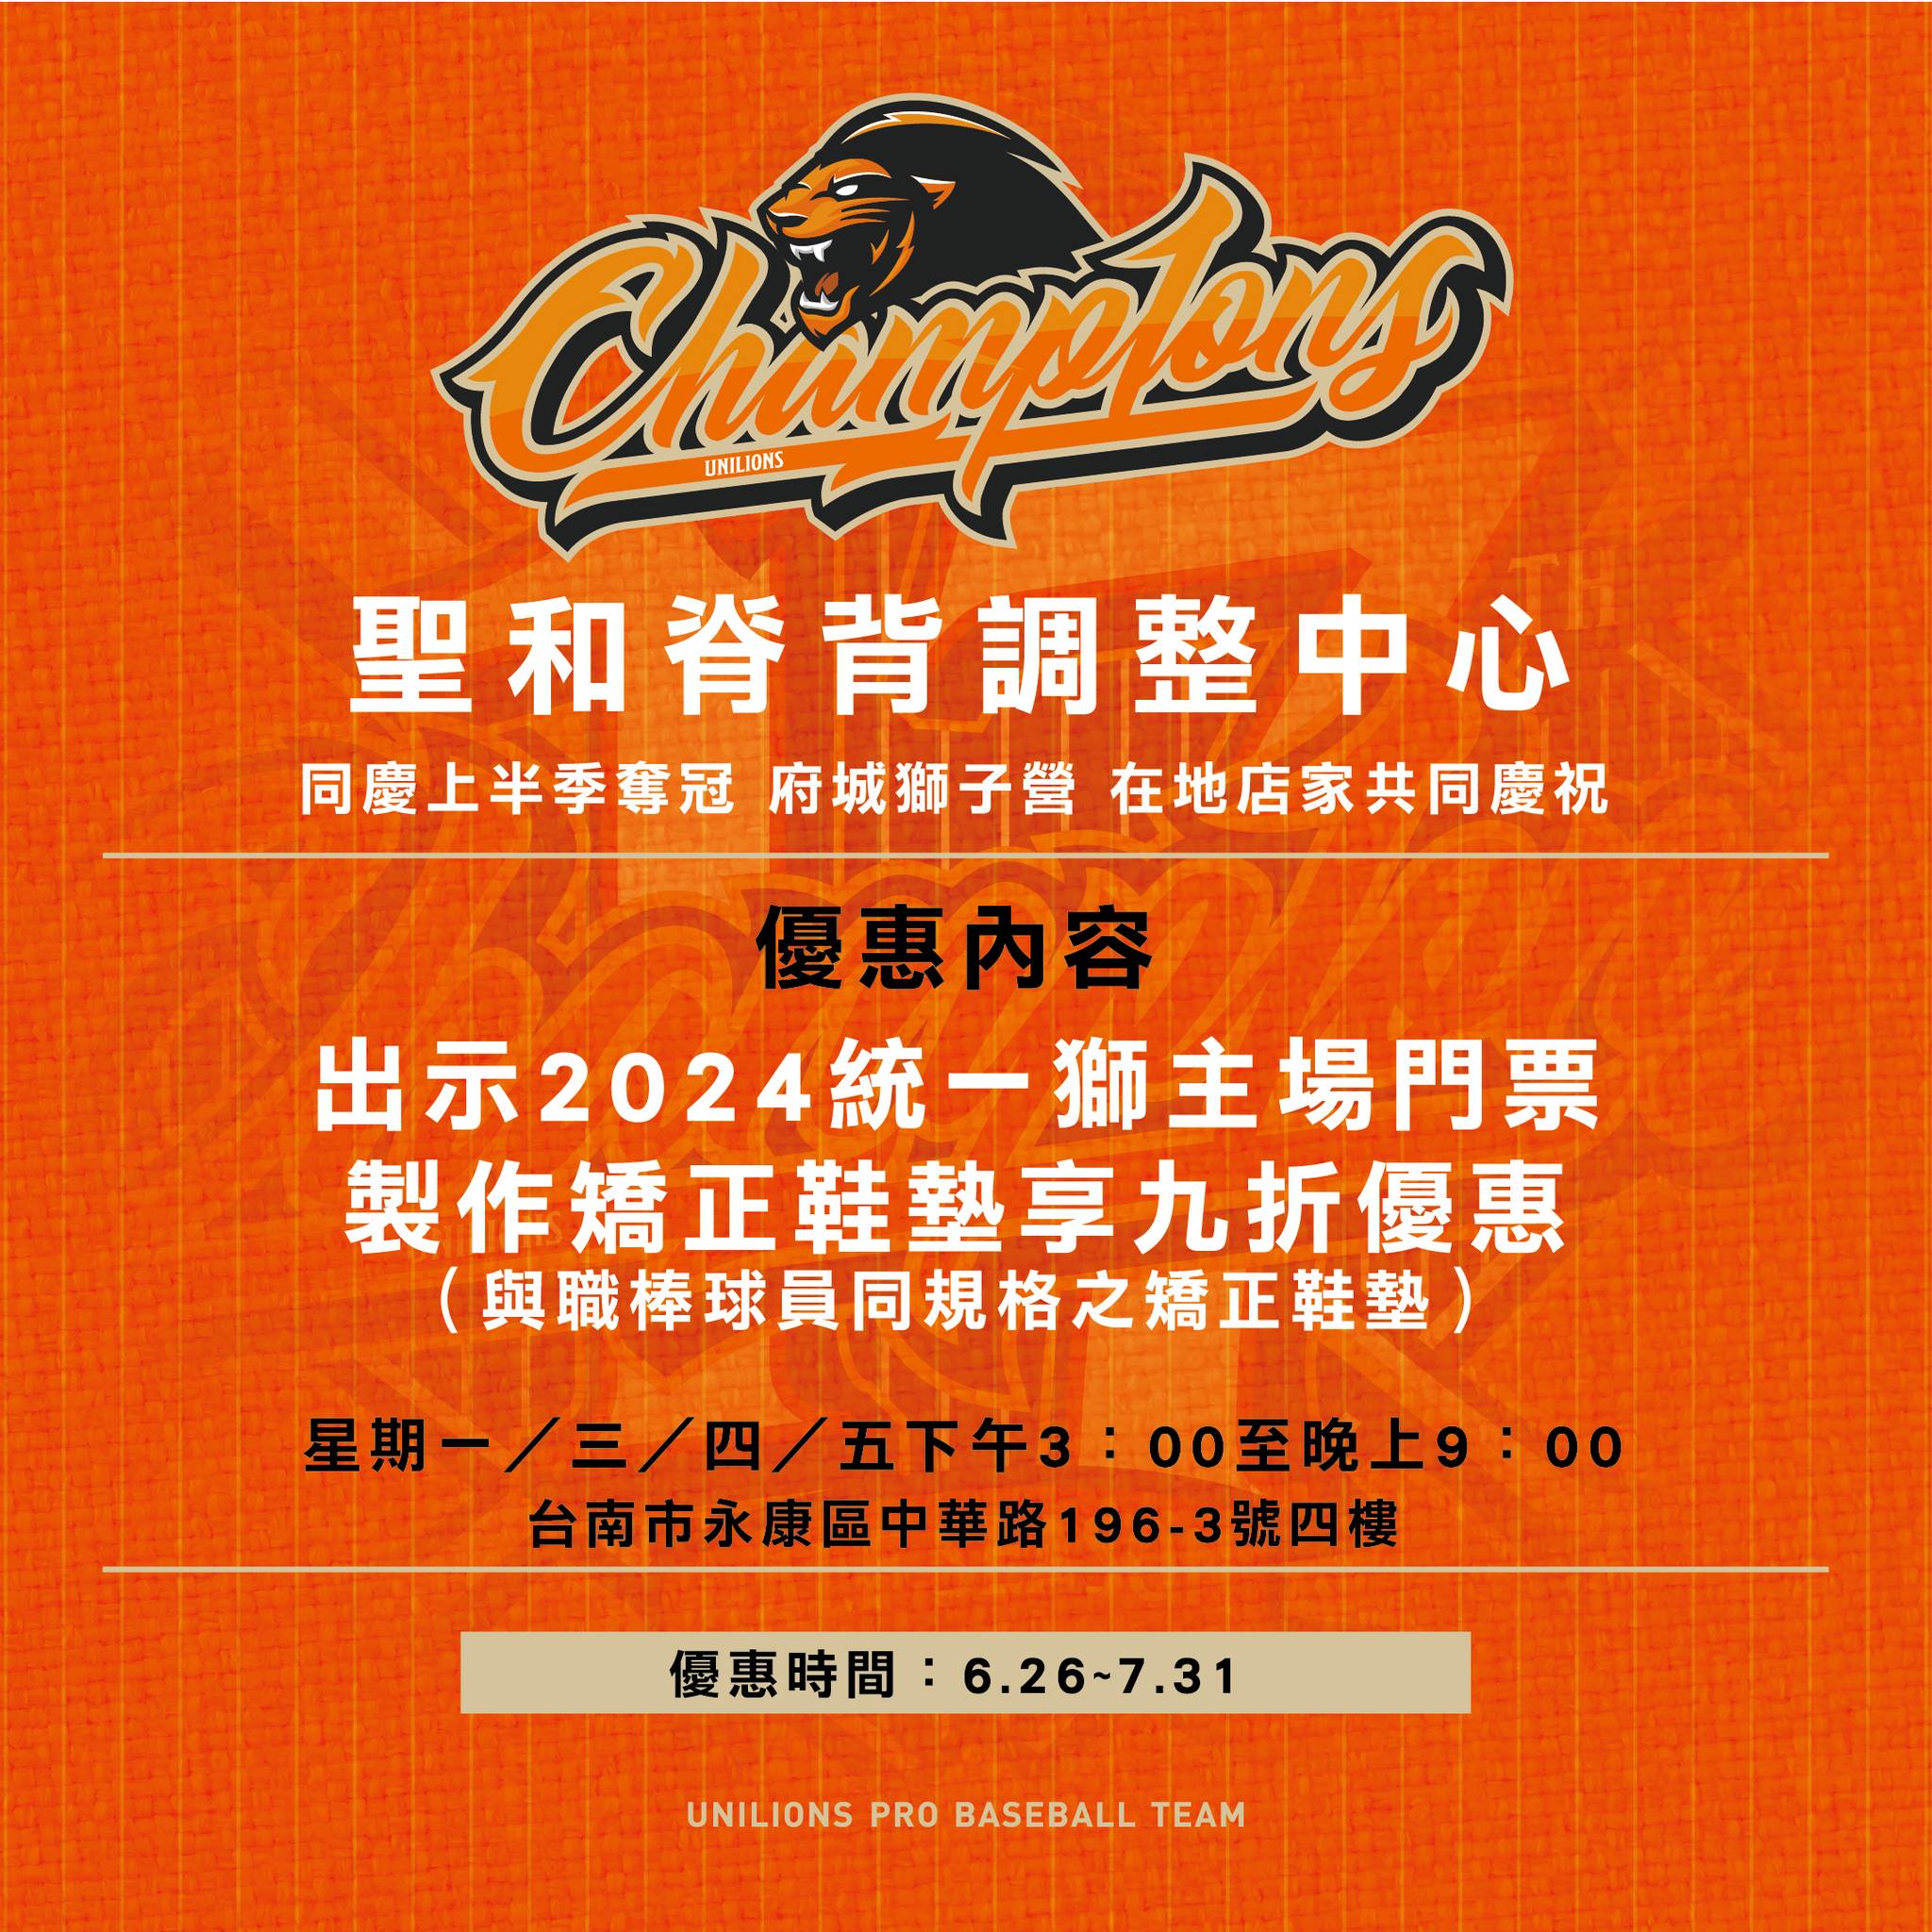 Champ1ons
UNILIONS
聖和脊背調整中心
同慶上半季奪冠 府城獅子營 在地店家共同慶祝
優惠內容
出示2024統一獅主場門票
製作矯正鞋墊享九折優惠
(與職棒球員同規格之矯正鞋墊)
星期一／三／四／五下午3：00至晚上9：00
台南市永康區中華路196-3號四樓
優惠時間：6.26~7.31
UNILIONS PRO BASEBALL TEAM